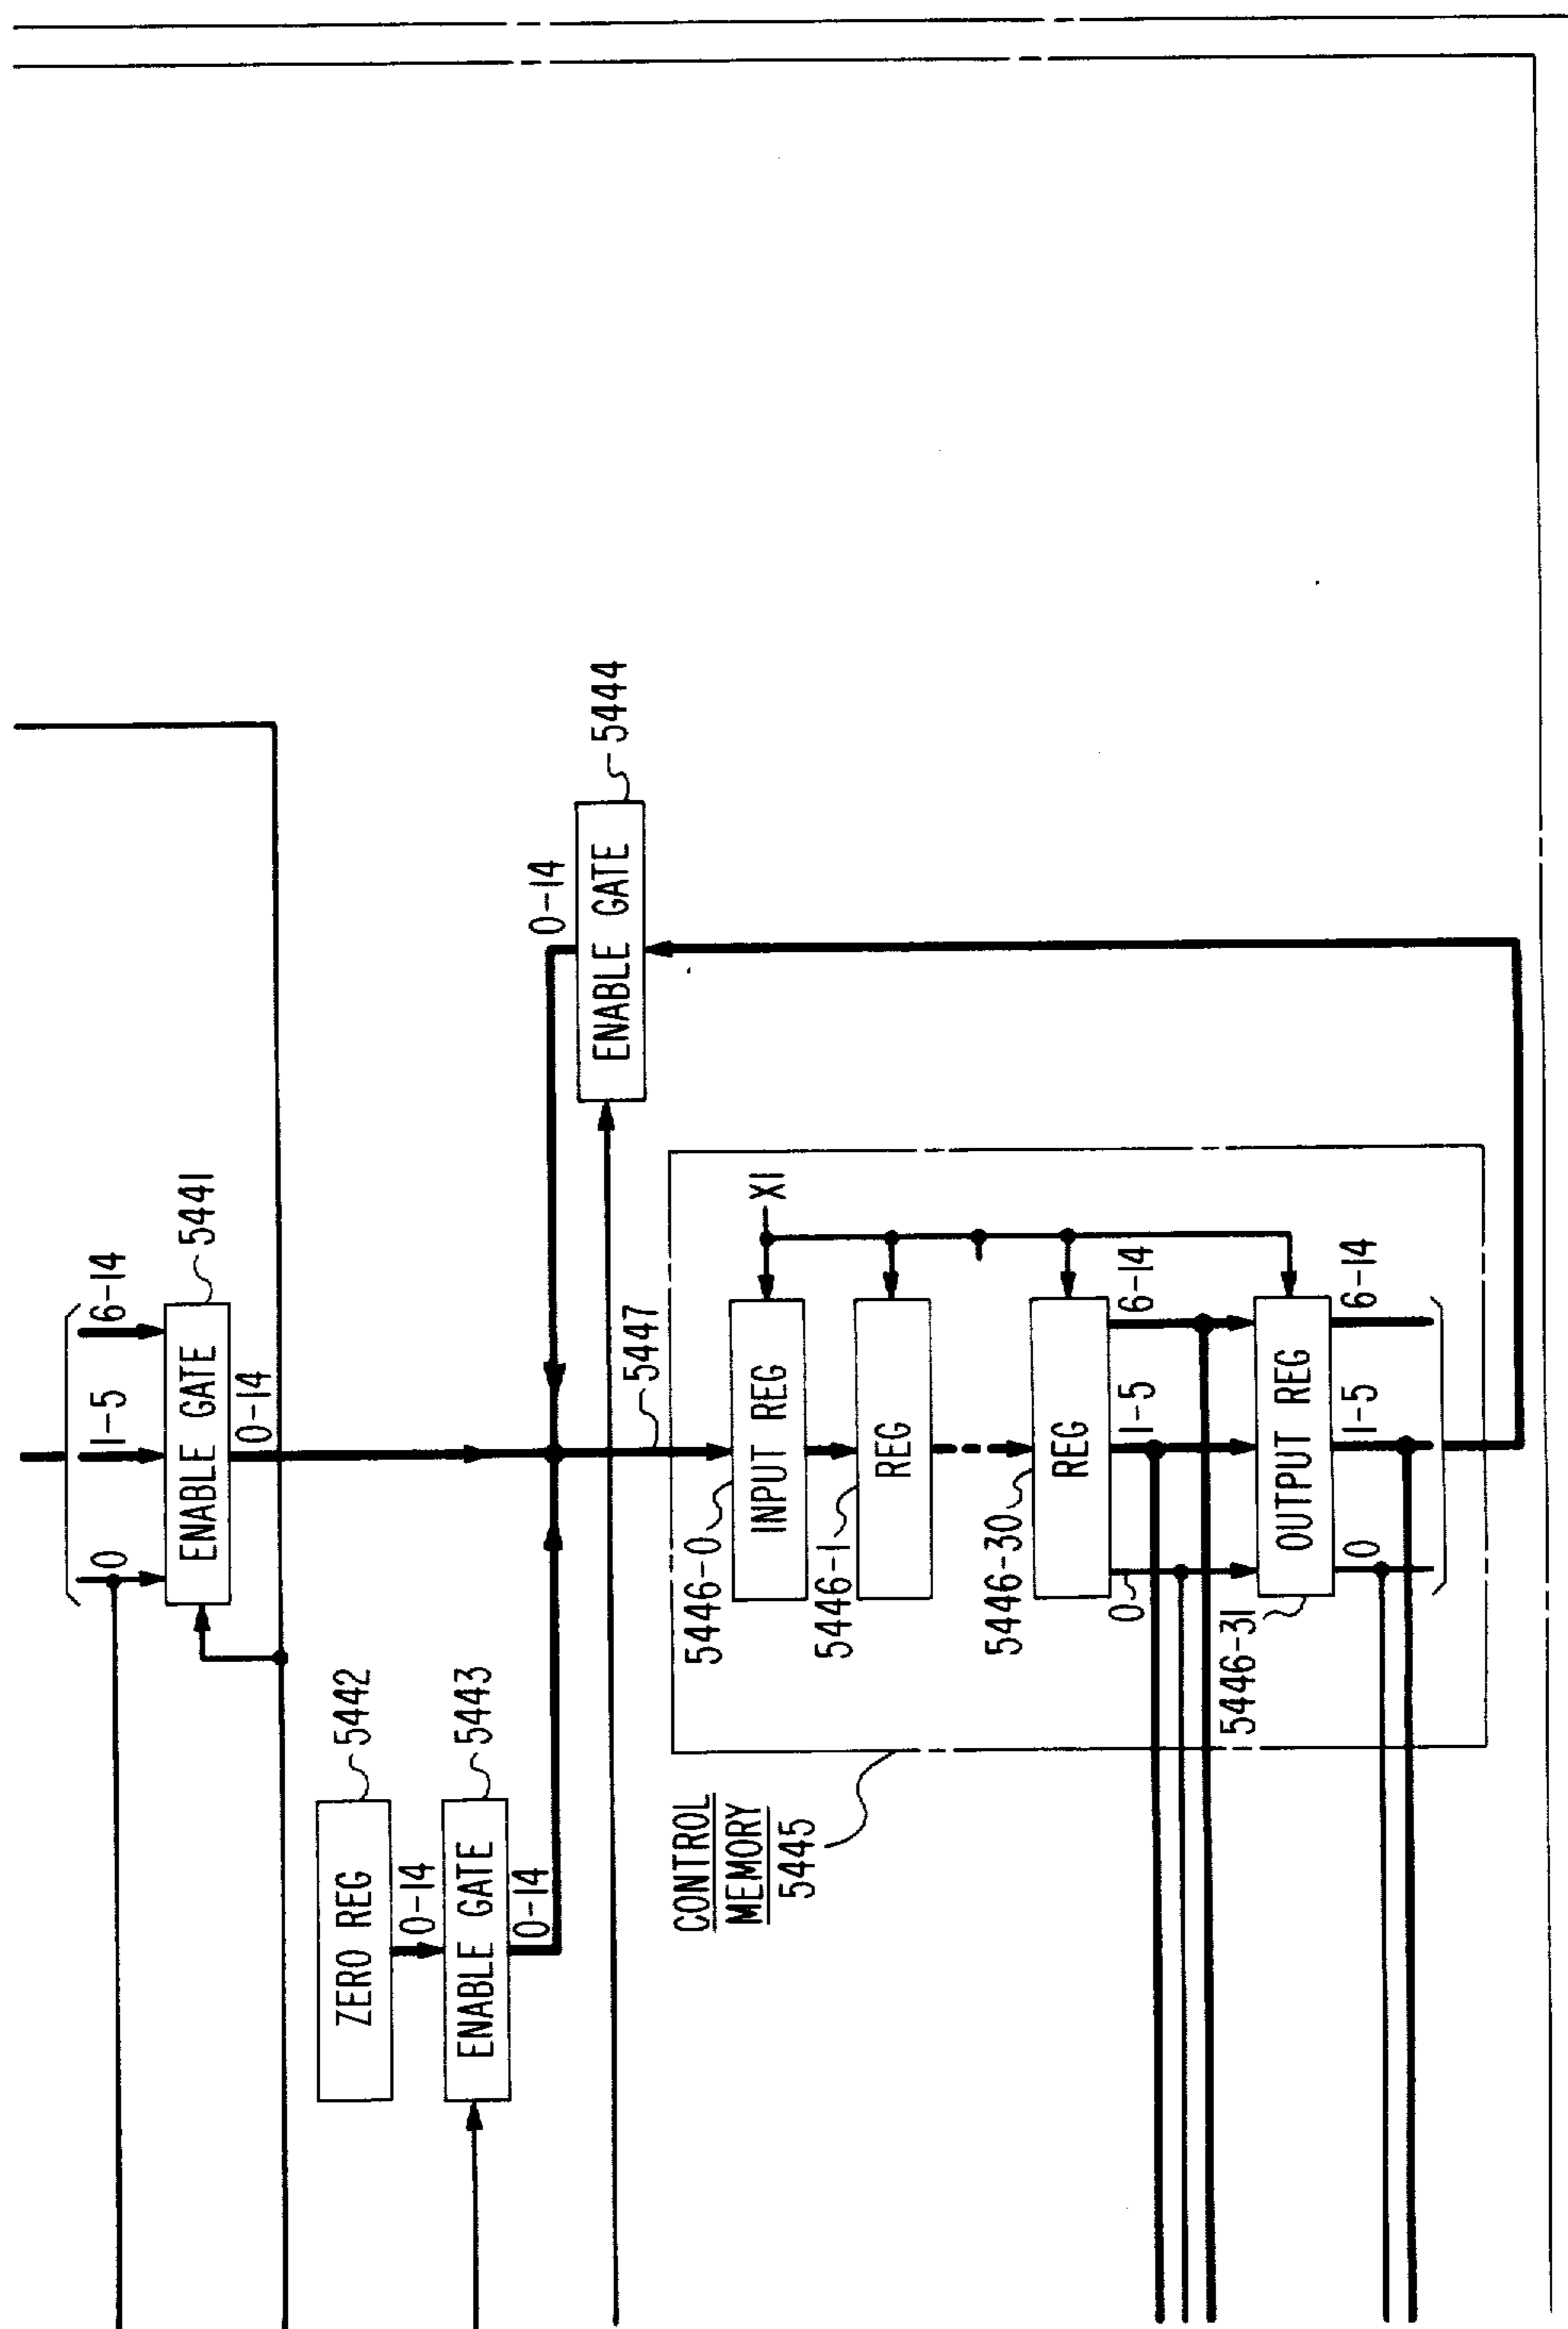 6-14
1-5
0
ENABLE GATE
5441
0-14
ZERO REG
5442
0-14
ENABLE GATE
5443
0-14
0-14
ENABLE GATE
5444
5447
CONTROL
MEMORY
5445
X1
INPUT REG
5446-0
REG
5446-1
REG
5446-30
6-14
1-5
0
OUTPUT REG
5446-31
6-14
1-5
0